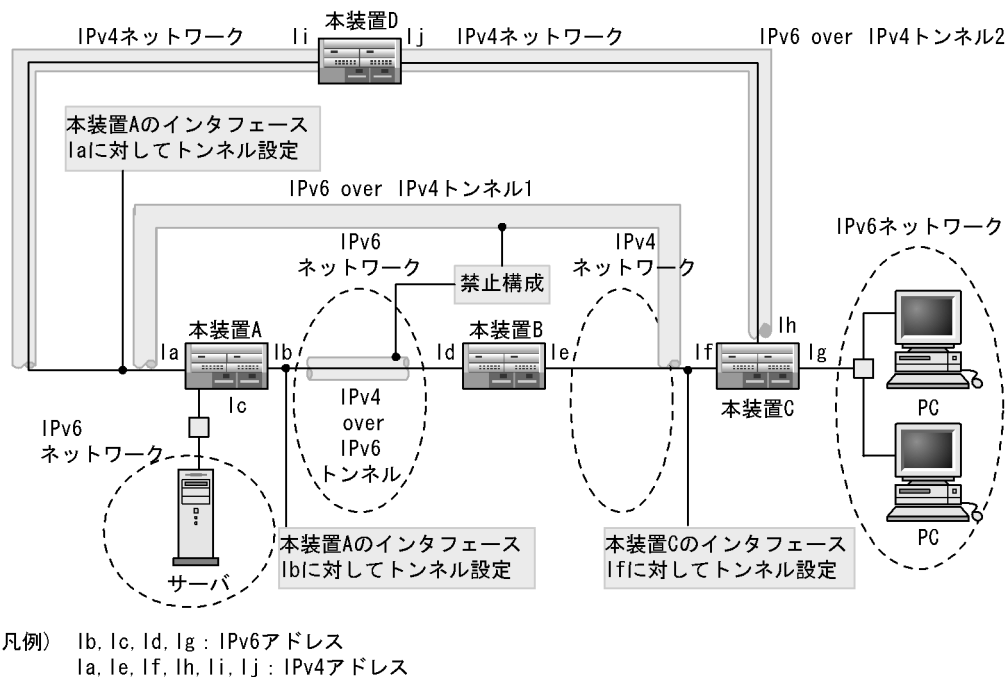 本装置D
IPv4ネットワーク
Ii
Ij
IPv4ネットワーク
IPv6 over IPv4トンネル2
本装置Aのインタフェース
Iaに対してトンネル設定
IPv6 over IPv4トンネル1
IPv6
ネットワーク
IPv4
ネットワーク
IPv6ネットワーク
禁止構成
本装置A
本装置B
Ih
Ia
Ib
Id
Ie
If
Ig
Ic
本装置C
PC
IPv4
over
IPv6
トンネル
IPv6
ネットワーク
サーバ
本装置Aのインタフェース
Ibに対してトンネル設定
本装置Cのインタフェース
Ifに対してトンネル設定
PC
凡例) Ib, Ic, Id, Ig : IPv6アドレス
Ia, Ie, If, Ih, Ii, Ij : IPv4アドレス